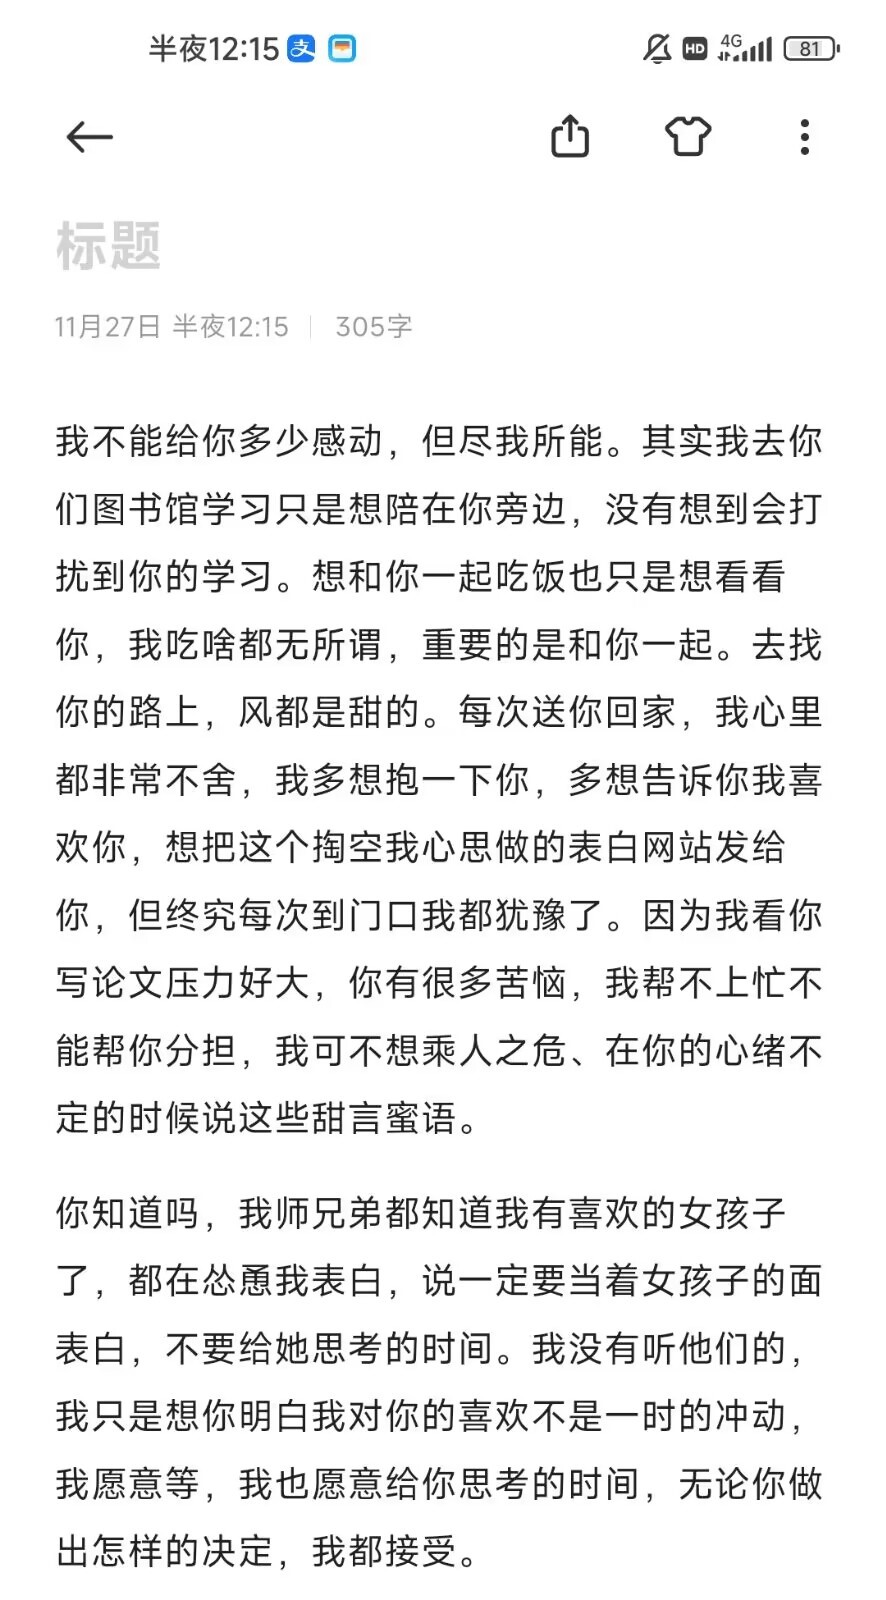 半夜12:15 支 HD 4G 81
标题
11月27日 半夜12:15 | 305字
我不能给你多少感动，但尽我所能。其实我去你
们图书馆学习只是想陪在你旁边，没有想到会打
扰到你的学习。想和你一起吃饭也只是想看看
你，我吃啥都无所谓，重要的是和你一起。去找
你的路上，风都是甜的。每次送你回家，我心里
都非常不舍，我多想抱一下你，多想告诉你我喜
欢你，想把这个掏空我心思做的表白网站发给
你，但终究每次到门口我都犹豫了。因为我看你
写论文压力好大，你有很多苦恼，我帮不上忙不
能帮你分担，我可不想乘人之危、在你的心绪不
定的时候说这些甜言蜜语。
你知道吗，我师兄弟都知道我有喜欢的女孩子
了，都在怂恿我表白，说一定要当着女孩子的面
表白，不要给她思考的时间。我没有听他们的，
我只是想你明白我对你的喜欢不是一时的冲动，
我愿意等，我也愿意给你思考的时间，无论你做
出怎样的决定，我都接受。